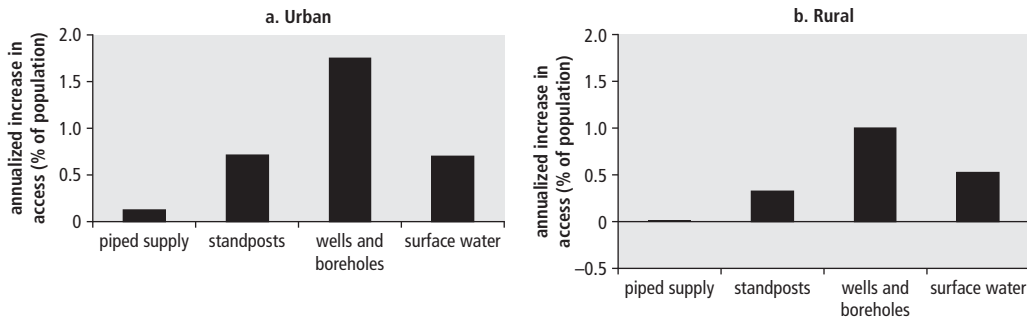 a. Urban
annualized increase in
access (% of population)
2.0
1.5
1.0
0.5
0
piped supply
standposts
wells and
boreholes
surface water
b. Rural
annualized increase in
access (% of population)
2.0
1.5
1.0
0.5
0
–0.5
piped supply
standposts
wells and
boreholes
surface water